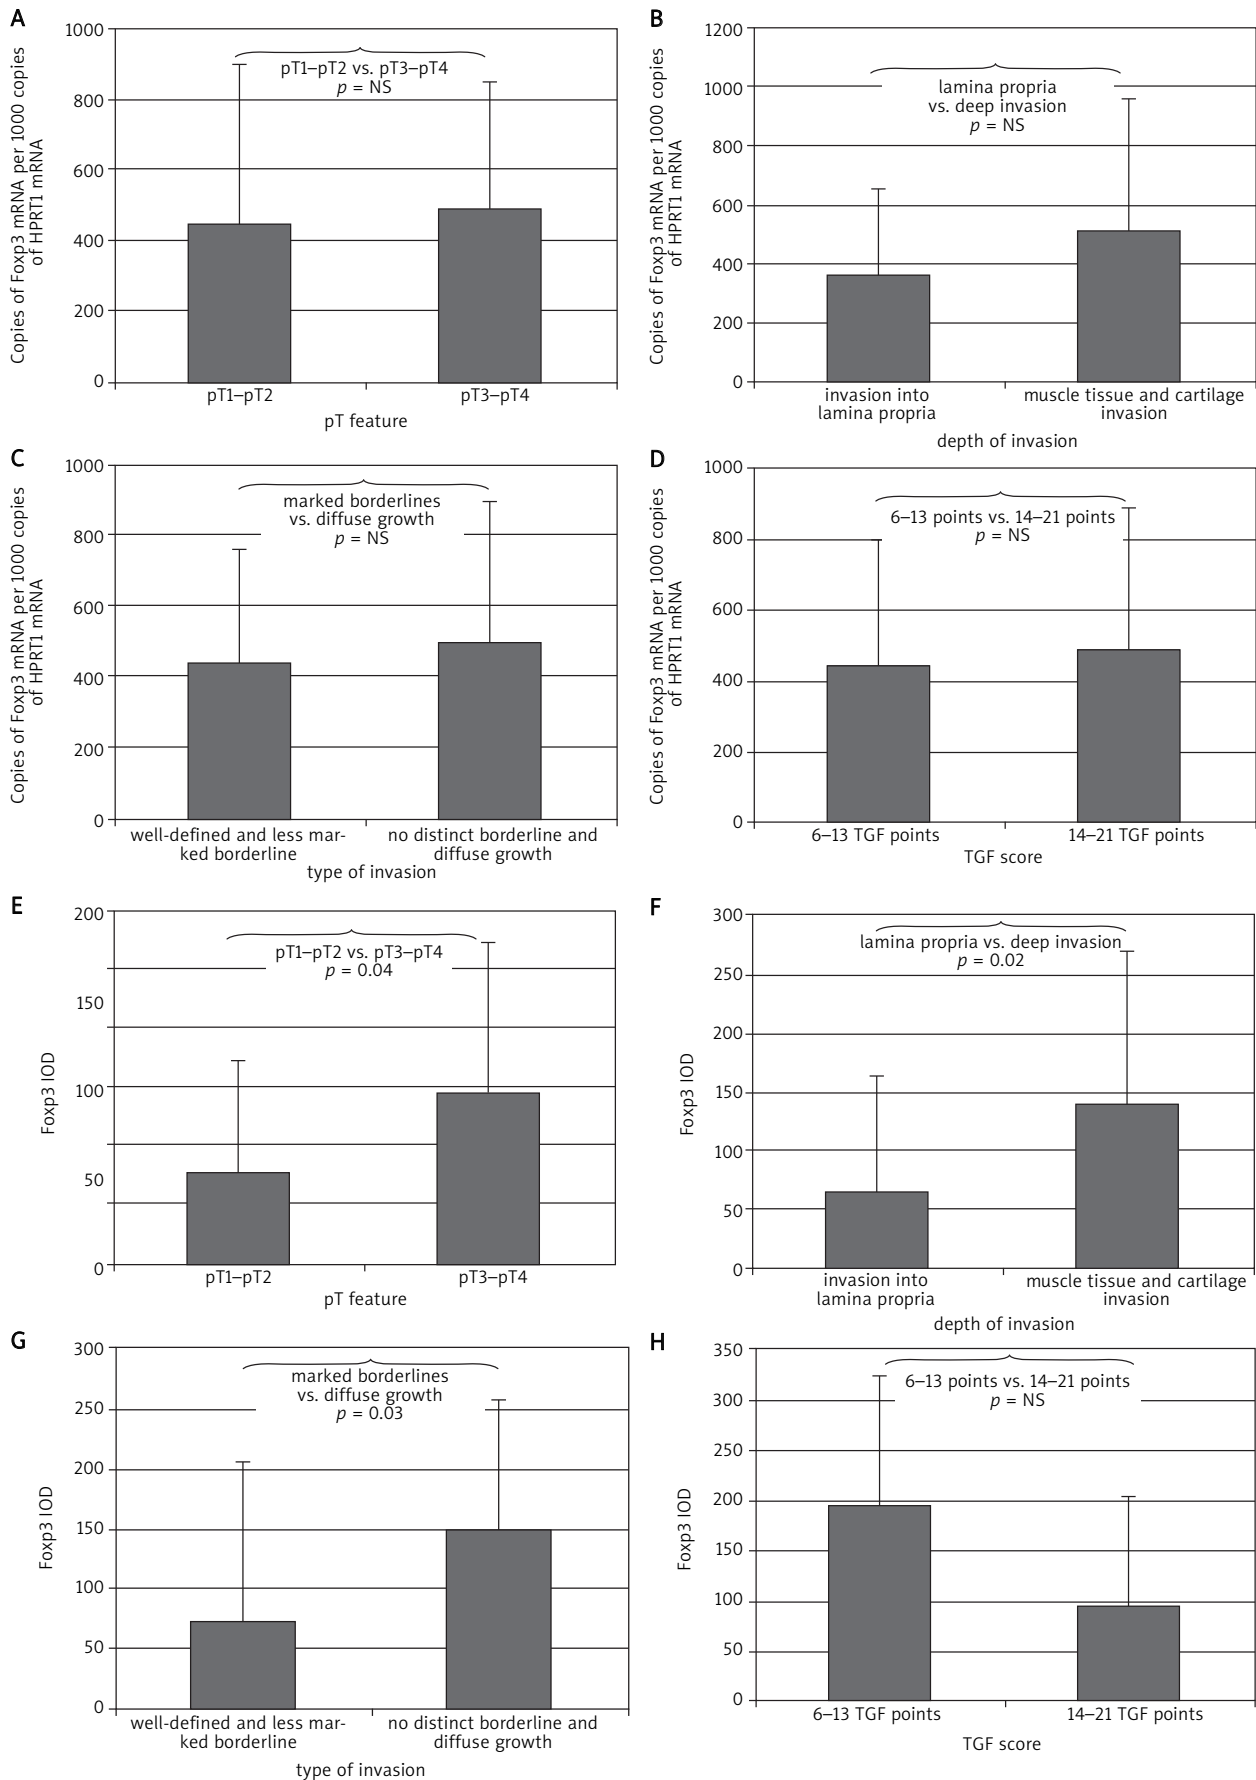 A
Copies of Foxp3 mRNA per 1000 copies
of HPRT1 mRNA
1000
800
600
400
200
0
pT1–pT2 vs. pT3–pT4
p = NS
pT1–pT2
pT3–pT4
pT feature
B
Copies of Foxp3 mRNA per 1000 copies
of HPRT1 mRNA
1200
1000
800
600
400
200
0
lamina propria
vs. deep invasion
p = NS
invasion into
lamina propria
muscle tissue and cartilage
invasion
depth of invasion
C
Copies of Foxp3 mRNA per 1000 copies
of HPRT1 mRNA
1000
800
600
400
200
0
marked borderlines
vs. diffuse growth
p = NS
well-defined and less mar-
ked borderline
no distinct borderline and
diffuse growth
type of invasion
D
Copies of Foxp3 mRNA per 1000 copies
of HPRT1 mRNA
1000
800
600
400
200
0
6–13 points vs. 14–21 points
p = NS
6–13 TGF points
14–21 TGF points
TGF score
E
Foxp3 IOD
200
150
100
50
0
pT1–pT2 vs. pT3–pT4
p = 0.04
pT1–pT2
pT3–pT4
pT feature
F
Foxp3 IOD
300
250
200
150
100
50
0
lamina propria vs. deep invasion
p = 0.02
invasion into
lamina propria
muscle tissue and cartilage
invasion
depth of invasion
G
Foxp3 IOD
300
250
200
150
100
50
0
marked borderlines
vs. diffuse growth
p = 0.03
well-defined and less mar-
ked borderline
no distinct borderline and
diffuse growth
type of invasion
H
Foxp3 IOD
350
300
250
200
150
100
50
0
6–13 points vs. 14–21 points
p = NS
6–13 TGF points
14–21 TGF points
TGF score